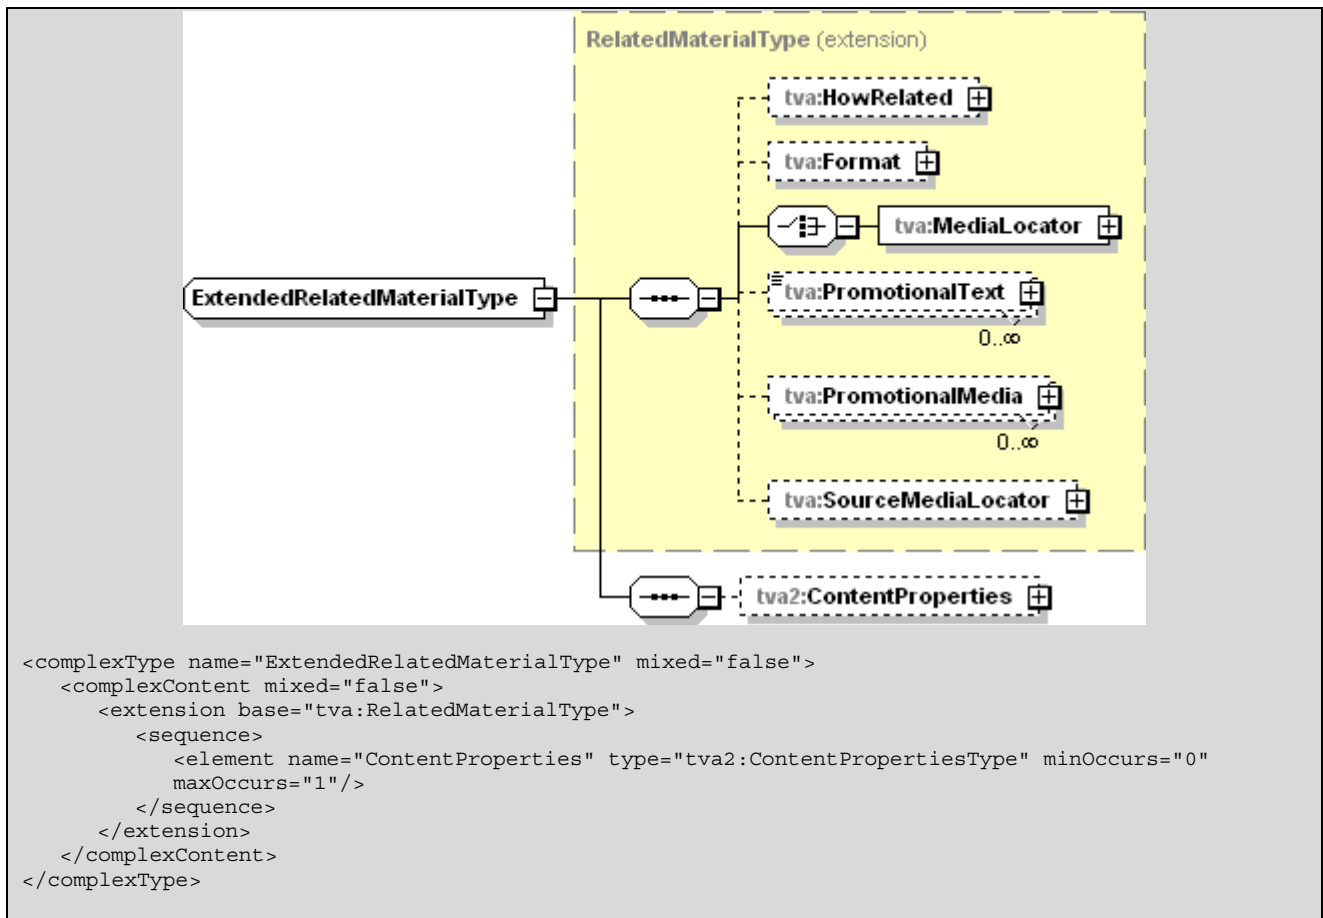 RelatedMaterialType (extension)
tva:HowRelated
tva:Format
tva:MediaLocator
ExtendedRelatedMaterialType
tva:PromotionalText
0..∞
tva:PromotionalMedia
0..∞
tva:SourceMediaLocator
tva2:ContentProperties
<complexType name="ExtendedRelatedMaterialType" mixed="false">
<complexContent mixed="false">
<extension base="tva:RelatedMaterialType">
<sequence>
<element name="ContentProperties" type="tva2:ContentPropertiesType" minOccurs="0"
maxOccurs="1"/>
</sequence>
</extension>
</complexContent>
</complexType>